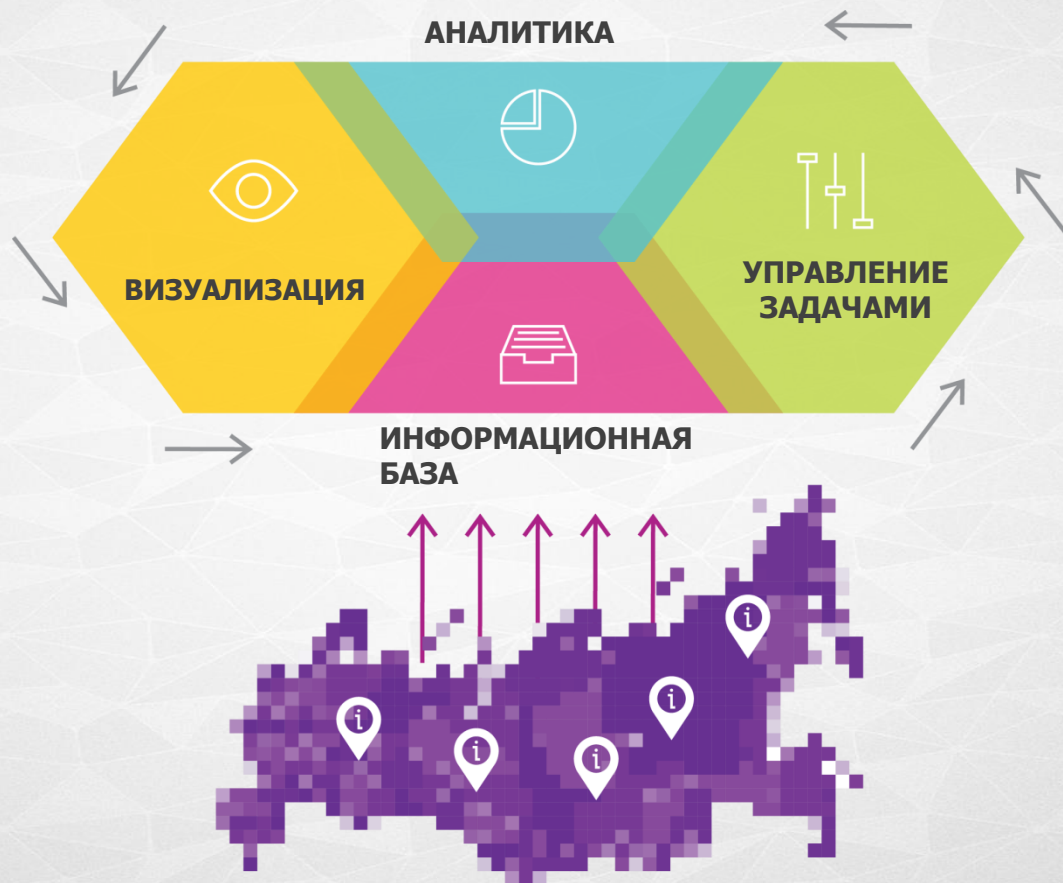 АНАЛИТИКА
ВИЗУАЛИЗАЦИЯ
УПРАВЛЕНИЕ
ЗАДАЧАМИ
ИНФОРМАЦИОННАЯ
БАЗА
i
i
i
i
i